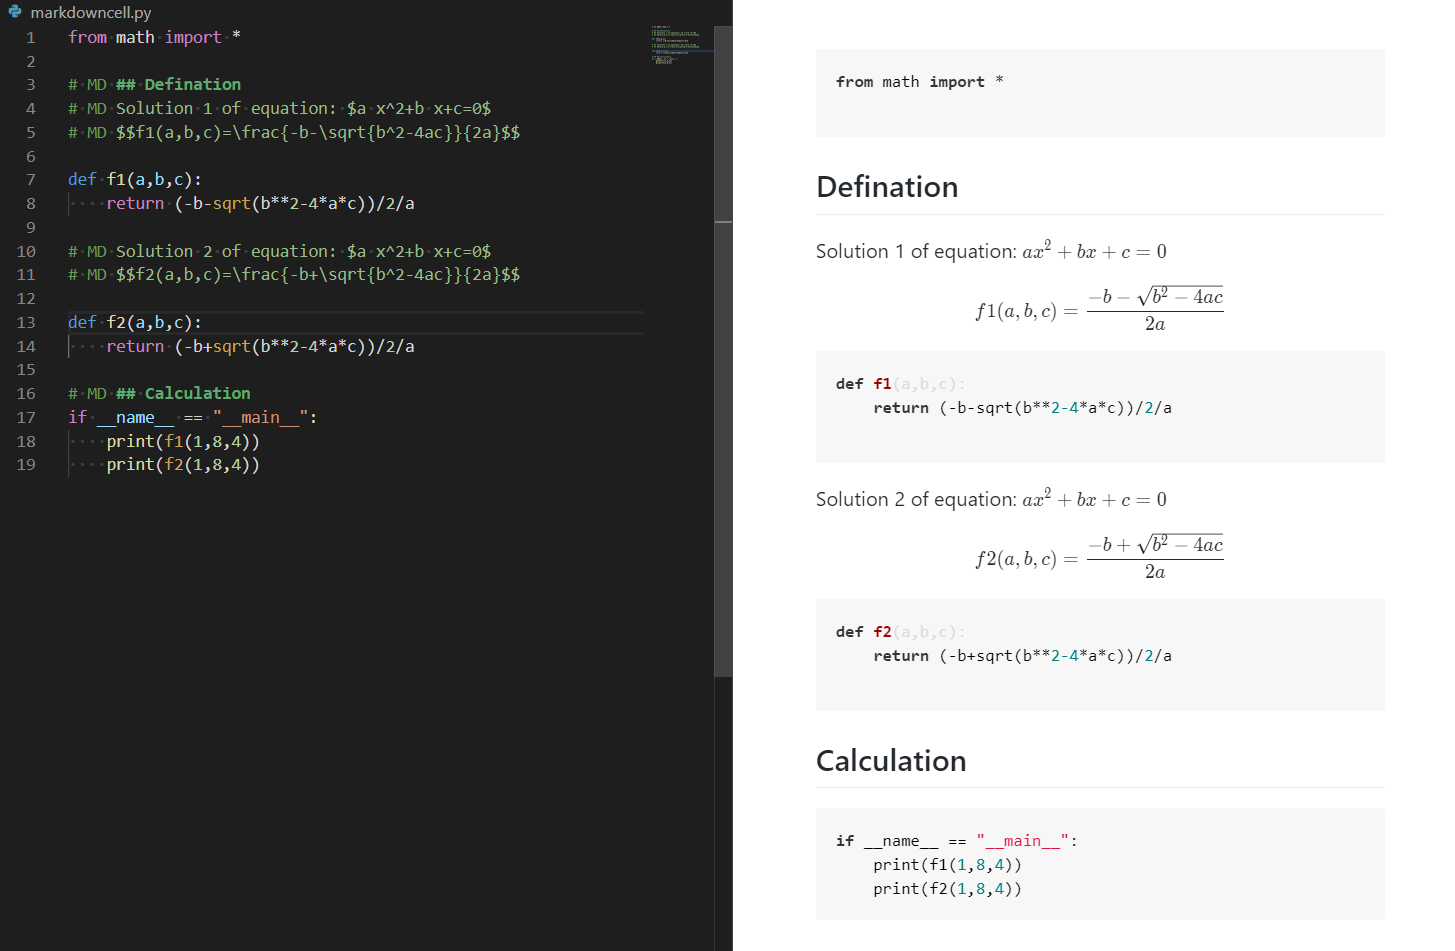 markdowncell.py
1 from math import *
2
3 # MD ## Defination
4 # MD Solution 1 of equation: $a x^2+b x+c=0$
5 # MD $$f1(a,b,c)=\frac{-b-\sqrt{b^2-4ac}}{2a}$$
6
7 def f1(a,b,c):
8     return (-b-sqrt(b**2-4*a*c))/2/a
9
10 # MD Solution 2 of equation: $a x^2+b x+c=0$
11 # MD $$f2(a,b,c)=\frac{-b+\sqrt{b^2-4ac}}{2a}$$
12
13 def f2(a,b,c):
14     return (-b+sqrt(b**2-4*a*c))/2/a
15
16 # MD ## Calculation
17 if __name__ == "__main__":
18     print(f1(1,8,4))
19     print(f2(1,8,4))
from math import *
Defination
Solution 1 of equation: ax² + bx + c = 0
f1(a, b, c) = \frac{-b - \sqrt{b² - 4ac}}{2a}
def f1(a,b,c):
    return (-b-sqrt(b**2-4*a*c))/2/a
Solution 2 of equation: ax² + bx + c = 0
f2(a, b, c) = \frac{-b + \sqrt{b² - 4ac}}{2a}
def f2(a,b,c):
    return (-b+sqrt(b**2-4*a*c))/2/a
Calculation
if __name__ == "__main__":
    print(f1(1,8,4))
    print(f2(1,8,4))